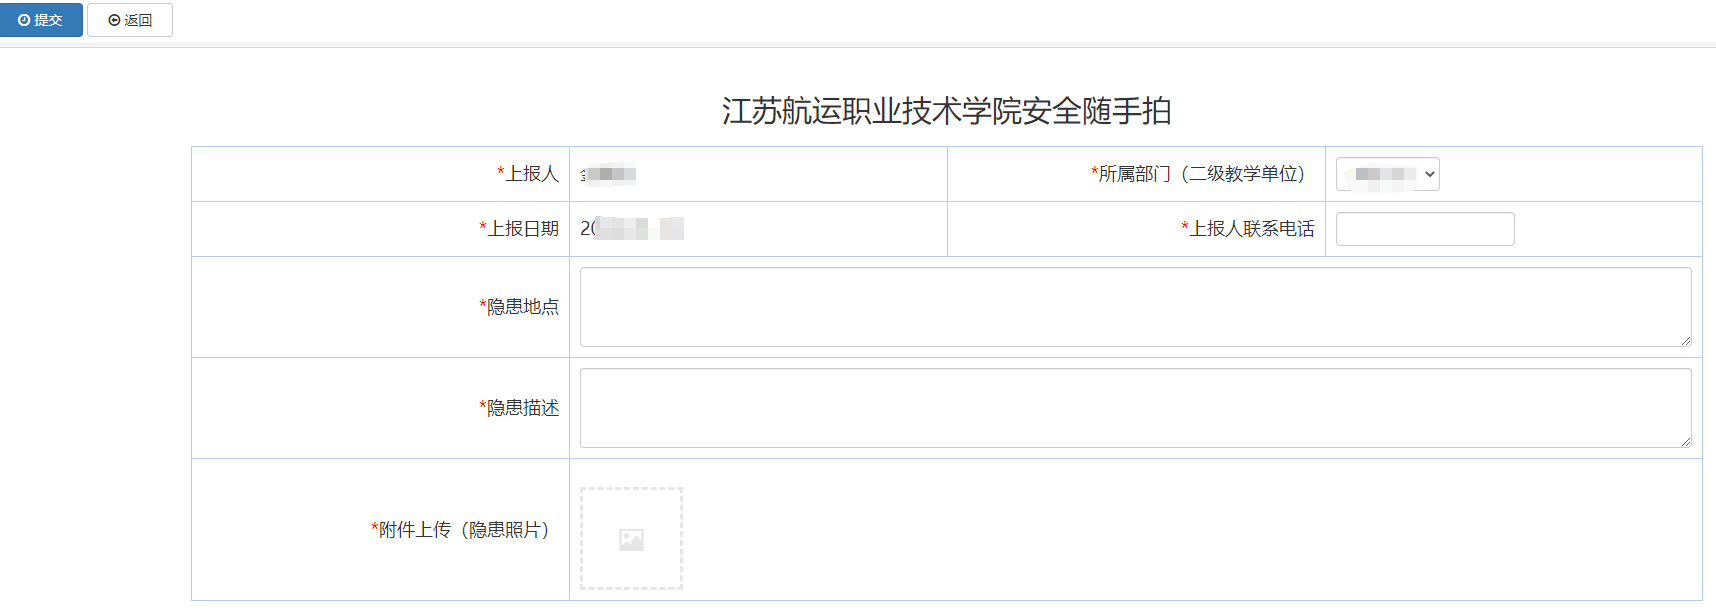 提交 返回
江苏航运职业技术学院安全随手拍
*上报人 *所属部门（二级教学单位）
*上报日期 20 *上报人联系电话
*隐患地点
*隐患描述
*附件上传（隐患照片）